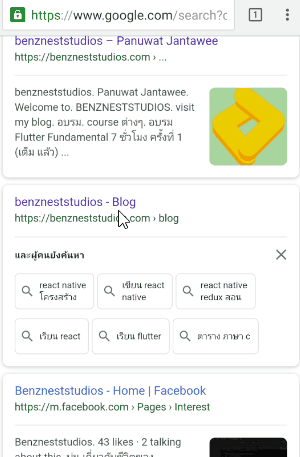 https://www.google.com/search?c
1
benzneststudios – Panuwat Jantawee
https://benzneststudios.com › ...
benzneststudios. Panuwat Jantawee.
Welcome to. BENZNESTSTUDIOS. visit
my blog. อบรม. course ต่างๆ. อบรม
Flutter Fundamental 7 ชั่วโมง ครั้งที่ 1
(เต็ม แล้ว) ...
benzneststudios - Blog
https://benzneststudios.com › blog
และผู้คนยังค้นหา
react native
โครงสร้าง
เขียน react
native
react native
redux สอน
เรียน react
เรียน flutter
ตาราง ภาษา c
Benzneststudios - Home | Facebook
https://m.facebook.com › Pages › Interest
Benzneststudios. 43 likes · 2 talking